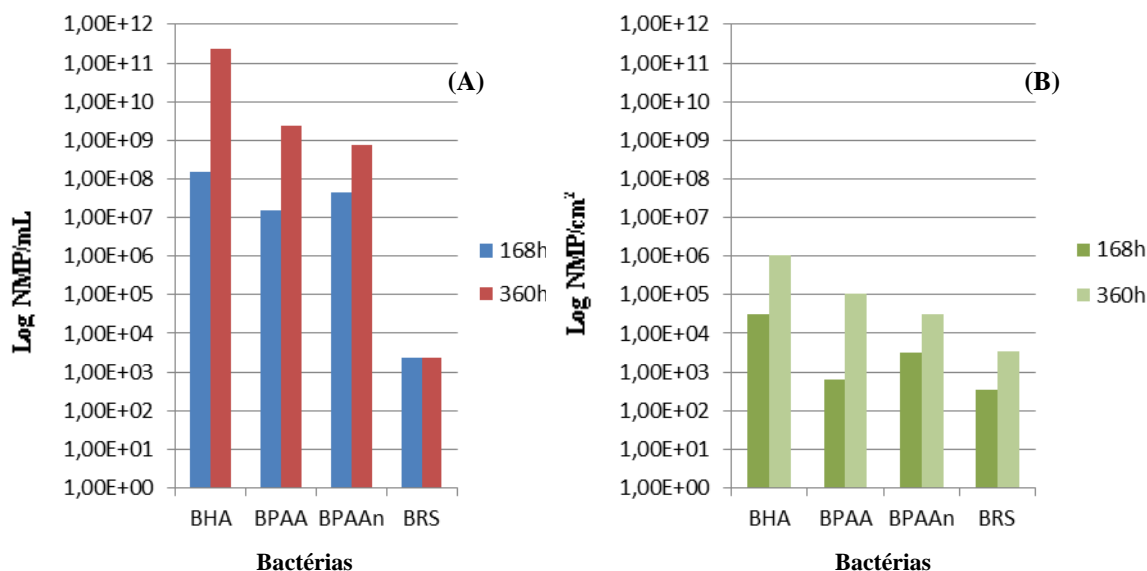 1,00E+12
1,00E+11
1,00E+10
1,00E+09
1,00E+08
1,00E+07
1,00E+06
1,00E+05
1,00E+04
1,00E+03
1,00E+02
1,00E+01
1,00E+00
Log NMP/mL
(A)
168h
360h
BHA BPAA BPAAn BRS
Bactérias
1,00E+12
1,00E+11
1,00E+10
1,00E+09
1,00E+08
1,00E+07
1,00E+06
1,00E+05
1,00E+04
1,00E+03
1,00E+02
1,00E+01
1,00E+00
Log NMP/cm²
(B)
168h
360h
BHA BPAA BPAAn BRS
Bactérias